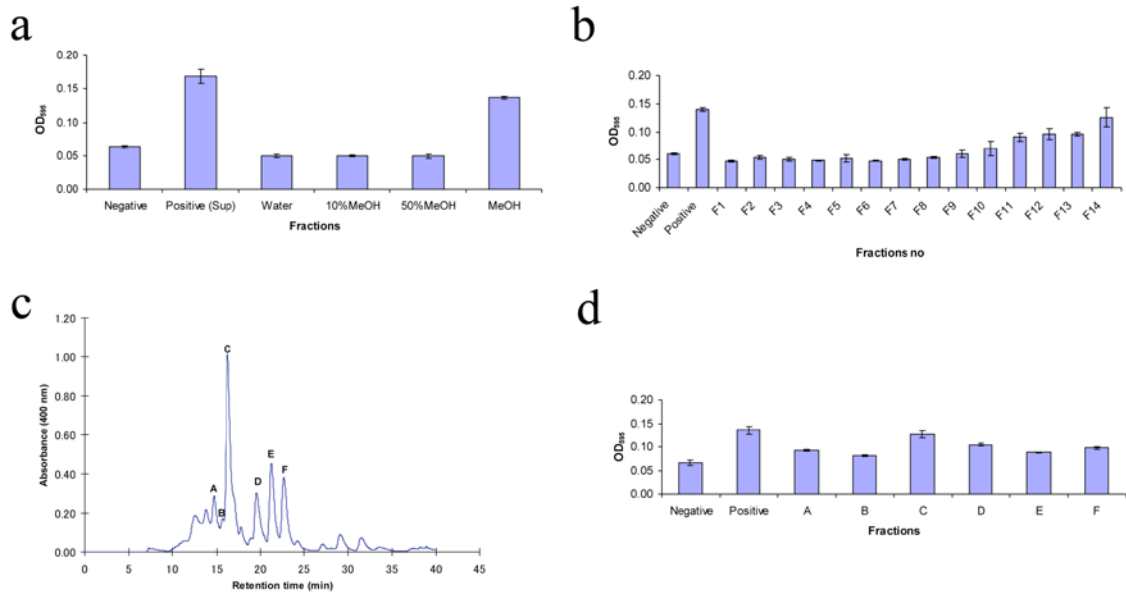 a
0.20
0.15
0.10
0.05
0.00
OD595
Negative
Positive (Sup)
Water
10%MeOH
50%MeOH
MeOH
Fractions
b
0.20
0.15
0.10
0.05
0.00
OD595
Negative
Positive
F1
F2
F3
F4
F5
F6
F7
F8
F9
F10
F11
F12
F13
F14
Fractions no
c
1.20
1.00
0.80
0.60
0.40
0.20
0.00
Absorbance (400 nm)
A
B
C
D
E
F
0
5
10
15
20
25
30
35
40
45
Retention time (min)
d
0.20
0.15
0.10
0.05
0.00
OD595
Negative
Positive
A
B
C
D
E
F
Fractions